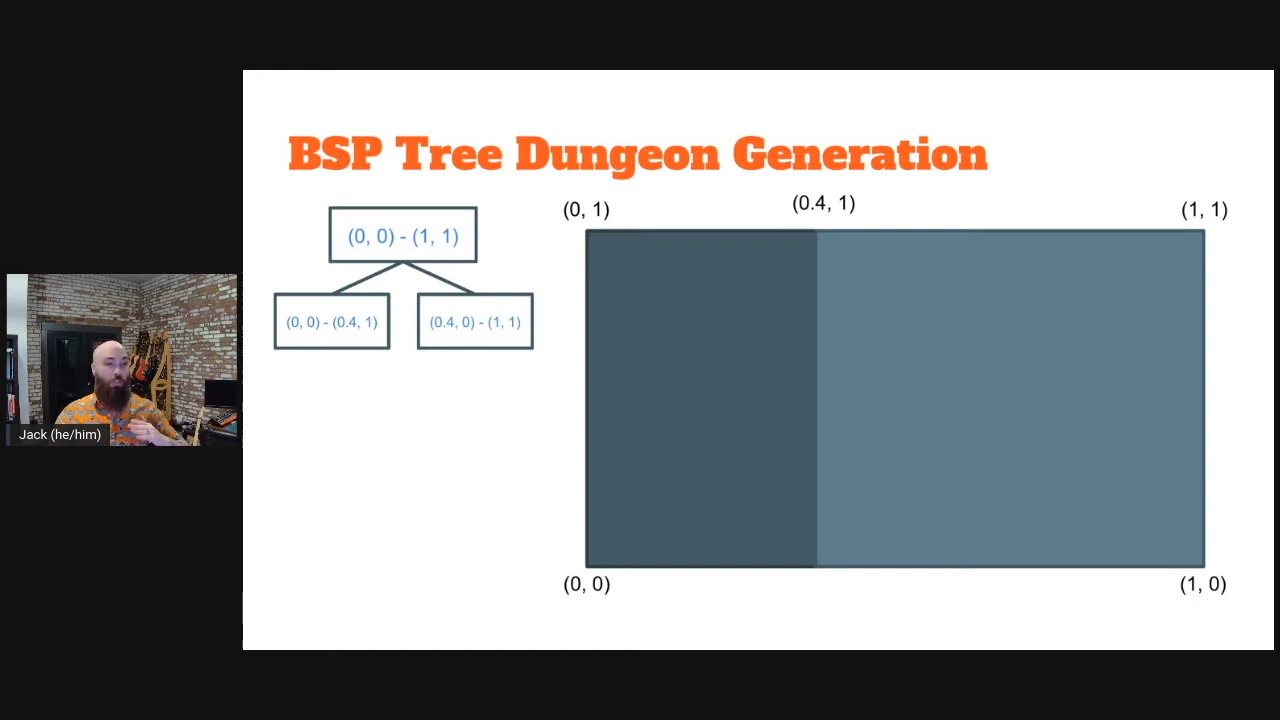 BSP Tree Dungeon Generation
(0, 0) - (1, 1)
(0, 0) - (0.4, 1)
(0.4, 0) - (1, 1)
(0, 1)
(0.4, 1)
(1, 1)
(0, 0)
(1, 0)
Jack (he/him)